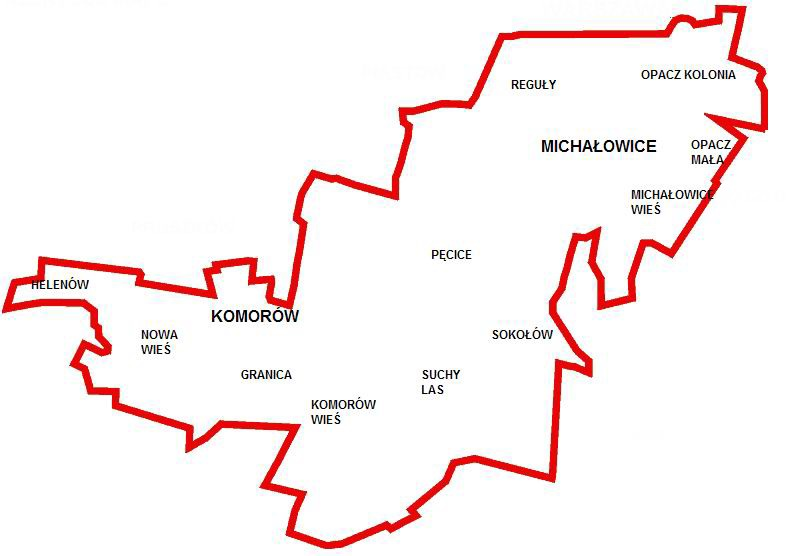 REGUŁY
OPACZ KOLONIA
MICHAŁOWICE
OPACZ
MAŁA
MICHAŁOWICE
WIEŚ
PĘCICE
HELENÓW
KOMORÓW
NOWA
WIEŚ
SOKOŁÓW
GRANICA
SUCHY
LAS
KOMORÓW
WIEŚ